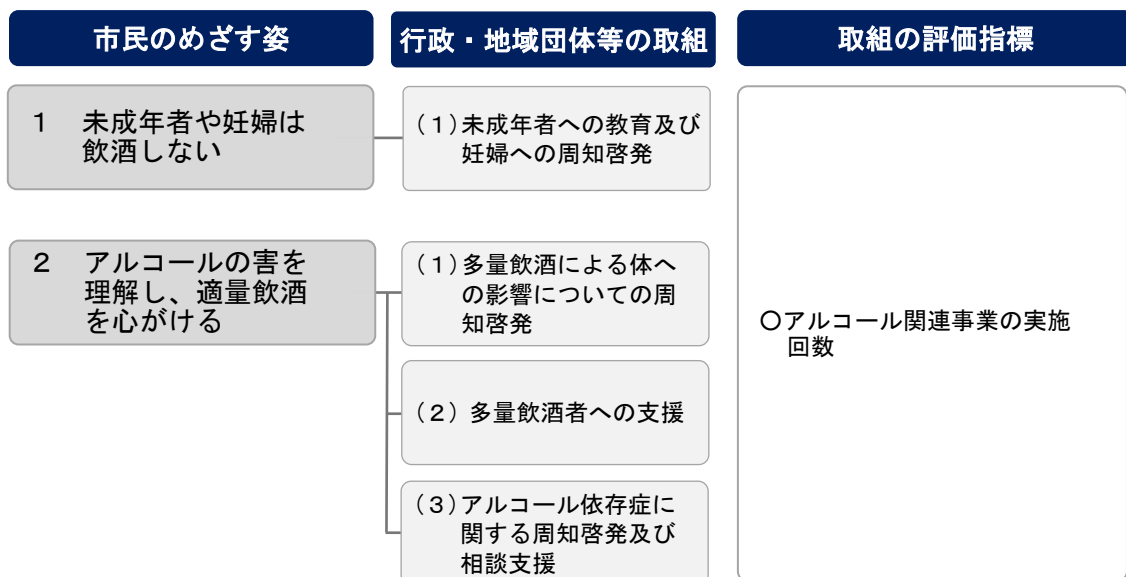 市民のめざす姿
行政・地域団体等の取組
取組の評価指標
1 未成年者や妊婦は
飲酒しない
(1)未成年者への教育及び
妊婦への周知啓発
2 アルコールの害を
理解し、適量飲酒
を心がける
(1)多量飲酒による体へ
の影響についての周
知啓発
(2)多量飲酒者への支援
(3)アルコール依存症に
関する周知啓発及び
相談支援
〇アルコール関連事業の実施
回数